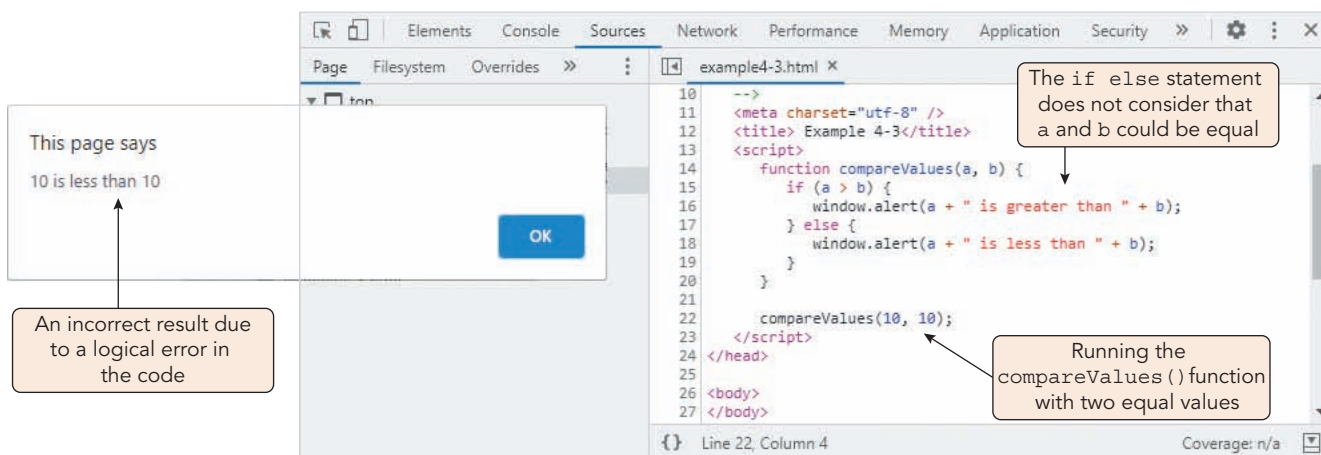 Elements Console Sources Network Performance Memory Application Security »
Page Filesystem Overrides » example4-3.html ×
top
This page says
10 is less than 10
OK
An incorrect result due
to a logical error in
the code
10 -->
11 <meta charset="utf-8" />
12 <title> Example 4-3</title>
13 <script>
14 function compareValues(a, b) {
15 if (a > b) {
16 window.alert(a + " is greater than " + b);
17 } else {
18 window.alert(a + " is less than " + b);
19 }
20 }
21
22 compareValues(10, 10);
23 </script>
24 </head>
25
26 <body>
27 </body>
The if else statement
does not consider that
a and b could be equal
Running the
compareValues() function
with two equal values
{} Line 22, Column 4 Coverage: n/a